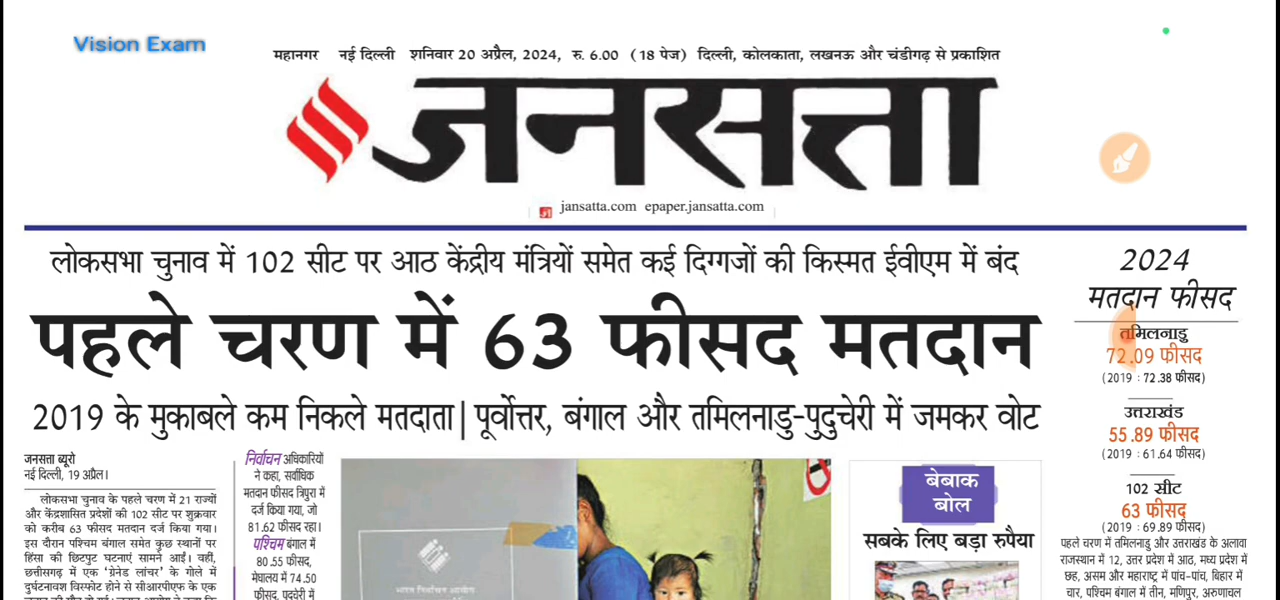 Vision Exam
महानगर नई दिल्ली शनिवार 20 अप्रैल, 2024, रु. 6.00 (18 पेज) दिल्ली, कोलकाता, लखनऊ और चंडीगढ़ से प्रकाशित
जनसत्ता
jansatta.com epaper.jansatta.com
लोकसभा चुनाव में 102 सीट पर आठ केंद्रीय मंत्रियों समेत कई दिग्गजों की किस्मत ईवीएम में बंद
पहले चरण में 63 फीसद मतदान
2019 के मुकाबले कम निकले मतदाता| पूर्वोत्तर, बंगाल और तमिलनाडु-पुदुचेरी में जमकर वोट
जनसत्ता ब्यूरो
नई दिल्ली, 19 अप्रैल।
लोकसभा चुनाव के पहले चरण में 21 राज्यों
और केंद्रशासित प्रदेशों की 102 सीट पर शुक्रवार
को करीब 63 फीसद मतदान दर्ज किया गया।
इस दौरान पश्चिम बंगाल समेत कुछ स्थानों पर
हिंसा की छिटपुट घटनाएं सामने आईं। वहीं,
छत्तीसगढ़ में एक 'ग्रेनेड लांचर' के गोले में
दुर्घटनावश विस्फोट होने से सीआरपीएफ के एक
निर्वाचन अधिकारियों
ने कहा, सर्वाधिक
मतदान फीसद त्रिपुरा में
दर्ज किया गया, जो
81.62 फीसद रहा।
पश्चिम बंगाल में
80.55 फीसद,
मेघालय में 74.50
फीसद, पुदुचेरी में
भारत निर्वाचन आयोग
बेबाक
बोल
सबके लिए बड़ा रुपैया
2024
मतदान फीसद
तमिलनाडु
72.09 फीसद
(2019 : 72.38 फीसद)
उत्तराखंड
55.89 फीसद
(2019 : 61.64 फीसद)
102 सीट
63 फीसद
(2019 : 69.89 फीसद)
पहले चरण में तमिलनाडु और उत्तराखंड के अलावा
राजस्थान में 12, उत्तर प्रदेश में आठ, मध्य प्रदेश में
छह, असम और महाराष्ट्र में पांच-पांच, बिहार में
चार, पश्चिम बंगाल में तीन, मणिपुर, अरुणाचल